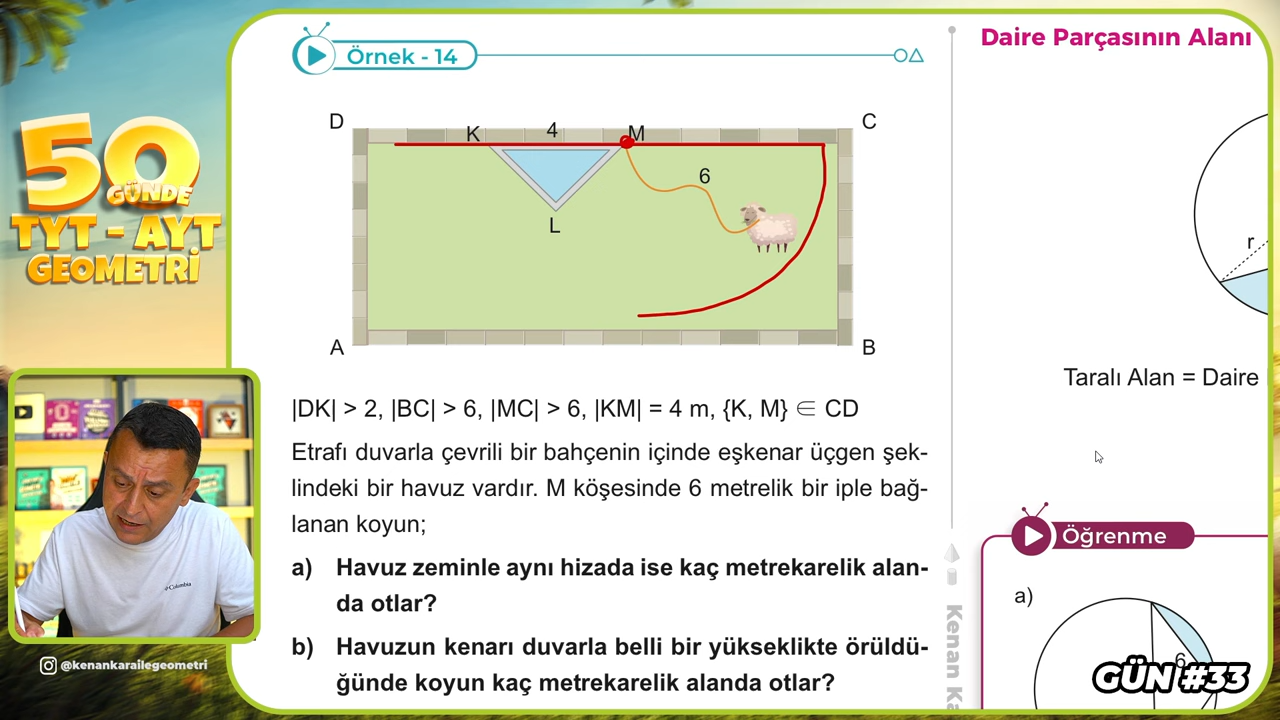 50
GÜNDE
TYT - AYT
GEOMETRİ
Örnek - 14
D
K
4
M
C
6
L
A
B
|DK| > 2, |BC| > 6, |MC| > 6, |KM| = 4 m, {K, M} ∈ CD
Etrafı duvarla çevrili bir bahçenin içinde eşkenar üçgen şek-
lindeki bir havuz vardır. M köşesinde 6 metrelik bir iple bağ-
lanan koyun;
a) Havuz zeminle aynı hizada ise kaç metrekarelik alan-
da otlar?
b) Havuzun kenarı duvarla belli bir yükseklikte örüldü-
ğünde koyun kaç metrekarelik alanda otlar?
Daire Parçasının Alanı
r
Taralı Alan = Daire
Öğrenme
a)
6
Kenan Ka
GÜN #33
Columbia
@kenankarailegeometri